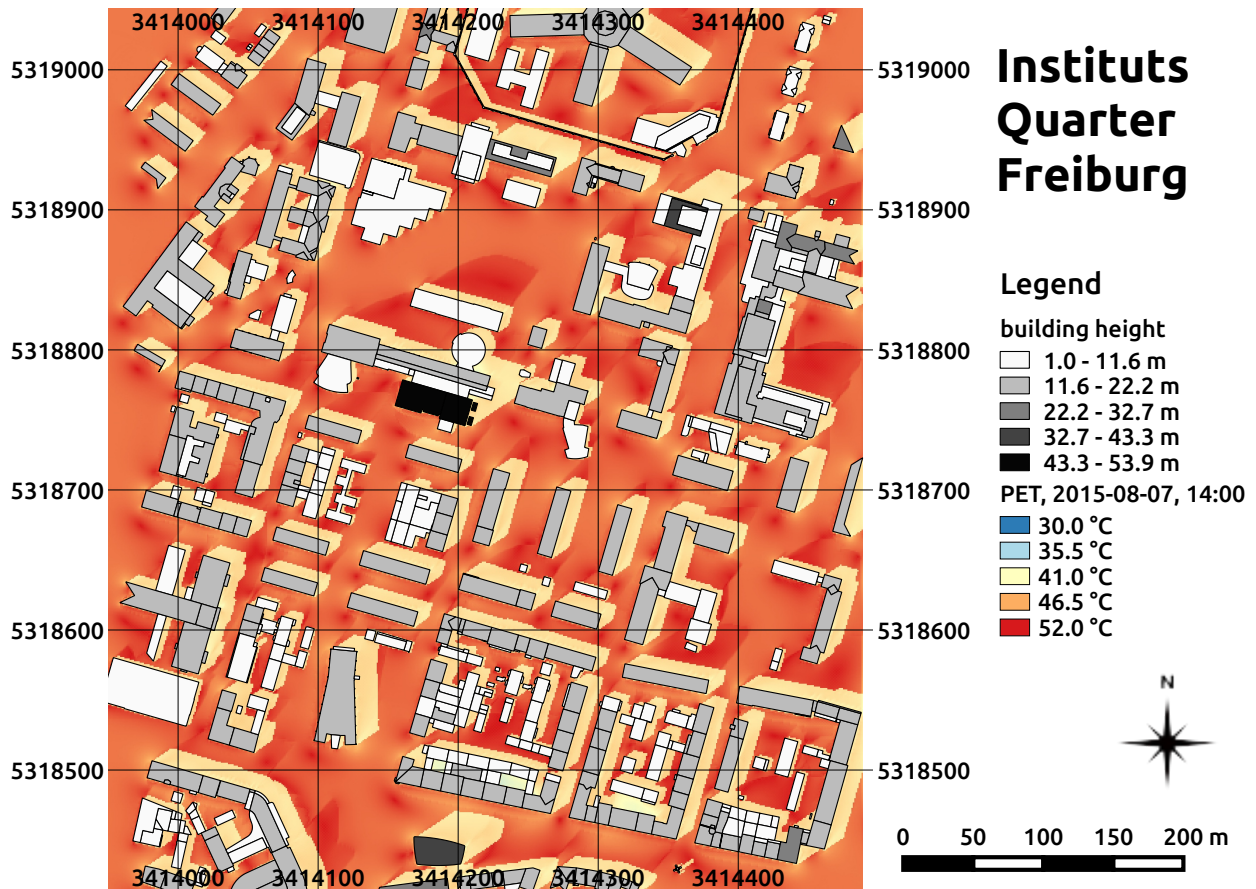 3414000 3414100 3414200 3414300 3414400
5319000 5319000
5318900 5318900
5318800 5318800
5318700 5318700
5318600 5318600
5318500 5318500
3414000 3414100 3414200 3414300 3414400
Instituts
Quarter
Freiburg
Legend
building height
1.0 - 11.6 m
11.6 - 22.2 m
22.2 - 32.7 m
32.7 - 43.3 m
43.3 - 53.9 m
PET, 2015-08-07, 14:00
30.0 °C
35.5 °C
41.0 °C
46.5 °C
52.0 °C
N
0 50 100 150 200 m